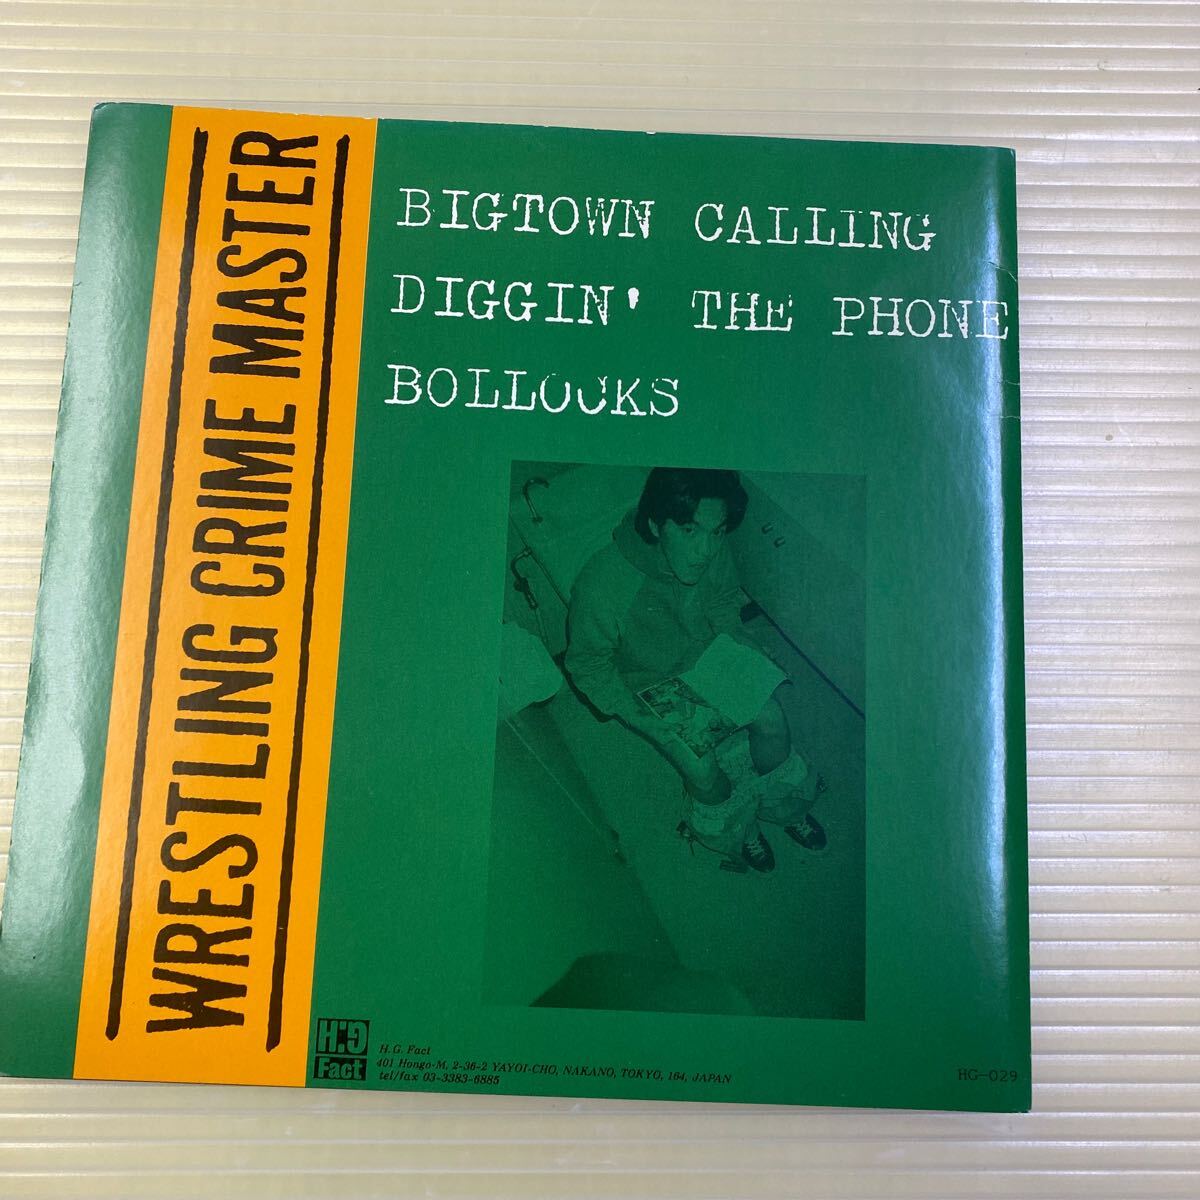 WRESTLING CRIME MASTER
BIGTOWN CALLING
DIGGIN' THE PHONE
BOLLOCKS
H.G
Fact
H.G. Fact
401 Hongo-M, 2-36-2 YAYOI-CHO, NAKANO, TOKYO, 164, JAPAN
tel/fax 03-3383-6885
HG-029